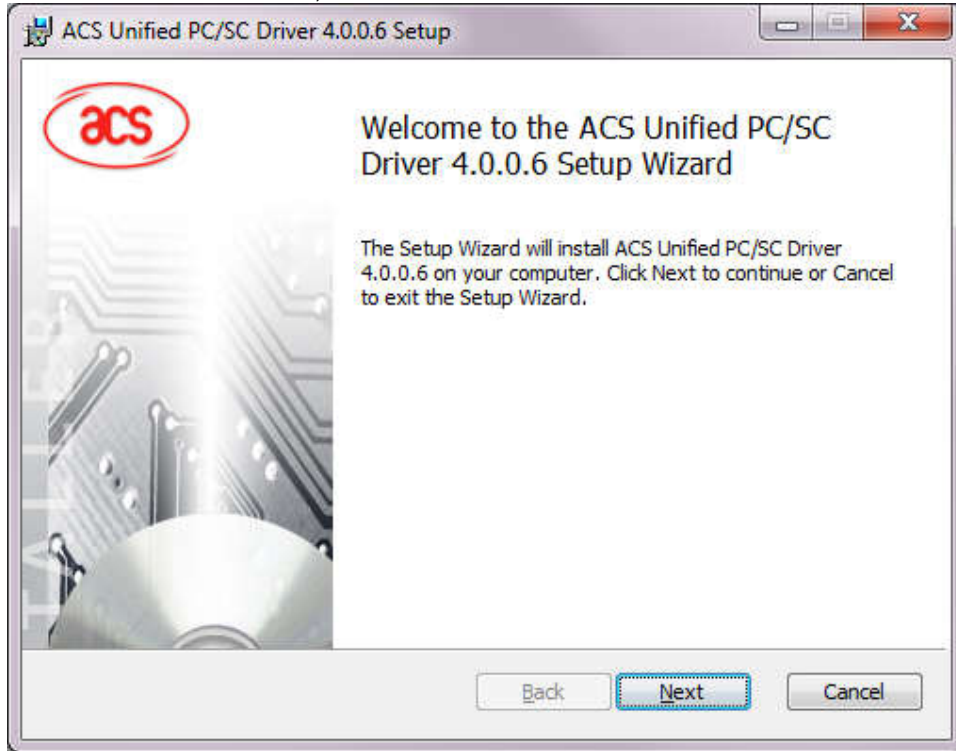 ACS Unified PC/SC Driver 4.0.0.6 Setup
acs
Welcome to the ACS Unified PC/SC
Driver 4.0.0.6 Setup Wizard
The Setup Wizard will install ACS Unified PC/SC Driver
4.0.0.6 on your computer. Click Next to continue or Cancel
to exit the Setup Wizard.
Back Next Cancel